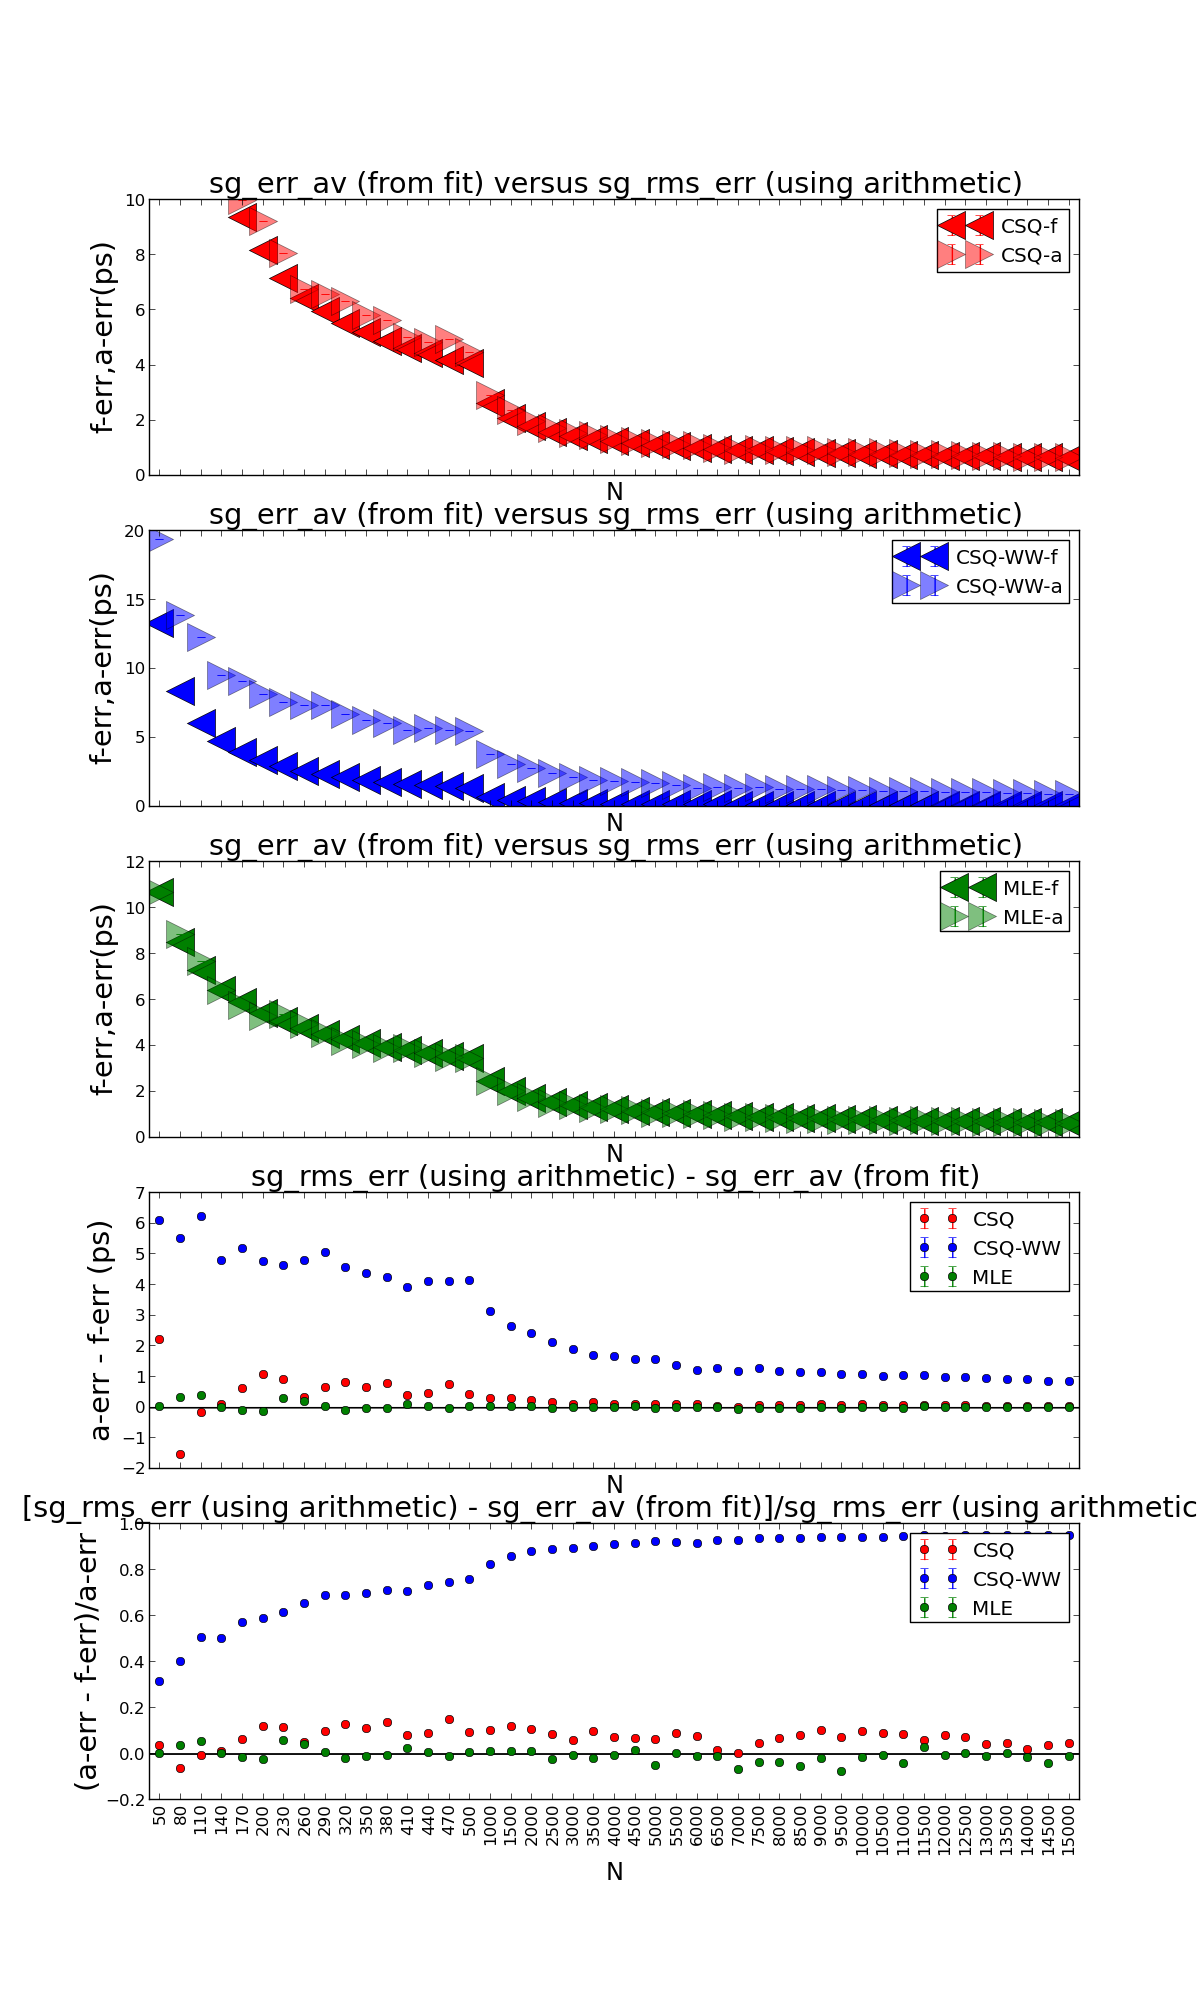 sg_err_av (from fit) versus sg_rms_err (using arithmetic)
10
8
6
4
2
0
f-err,a-err(ps)
CSQ-f
CSQ-a
N
sg_err_av (from fit) versus sg_rms_err (using arithmetic)
20
15
10
5
0
f-err,a-err(ps)
CSQ-WW-f
CSQ-WW-a
N
sg_err_av (from fit) versus sg_rms_err (using arithmetic)
12
10
8
6
4
2
0
f-err,a-err(ps)
MLE-f
MLE-a
N
sg_rms_err (using arithmetic) - sg_err_av (from fit)
7
6
5
4
3
2
1
0
−1
−2
a-err - f-err (ps)
CSQ
CSQ-WW
MLE
N
[sg_rms_err (using arithmetic) - sg_err_av (from fit)]/sg_rms_err (using arithmetic
1.0
0.8
0.6
0.4
0.2
0.0
−0.2
(a-err - f-err)/a-err
CSQ
CSQ-WW
MLE
50 80 110 140 170 200 230 260 290 320 350 380 410 440 470 500 1000 1500 2000 2500 3000 3500 4000 4500 5000 5500 6000 6500 7000 7500 8000 8500 9000 9500 10000 10500 11000 11500 12000 12500 13000 13500 14000 14500 15000
N